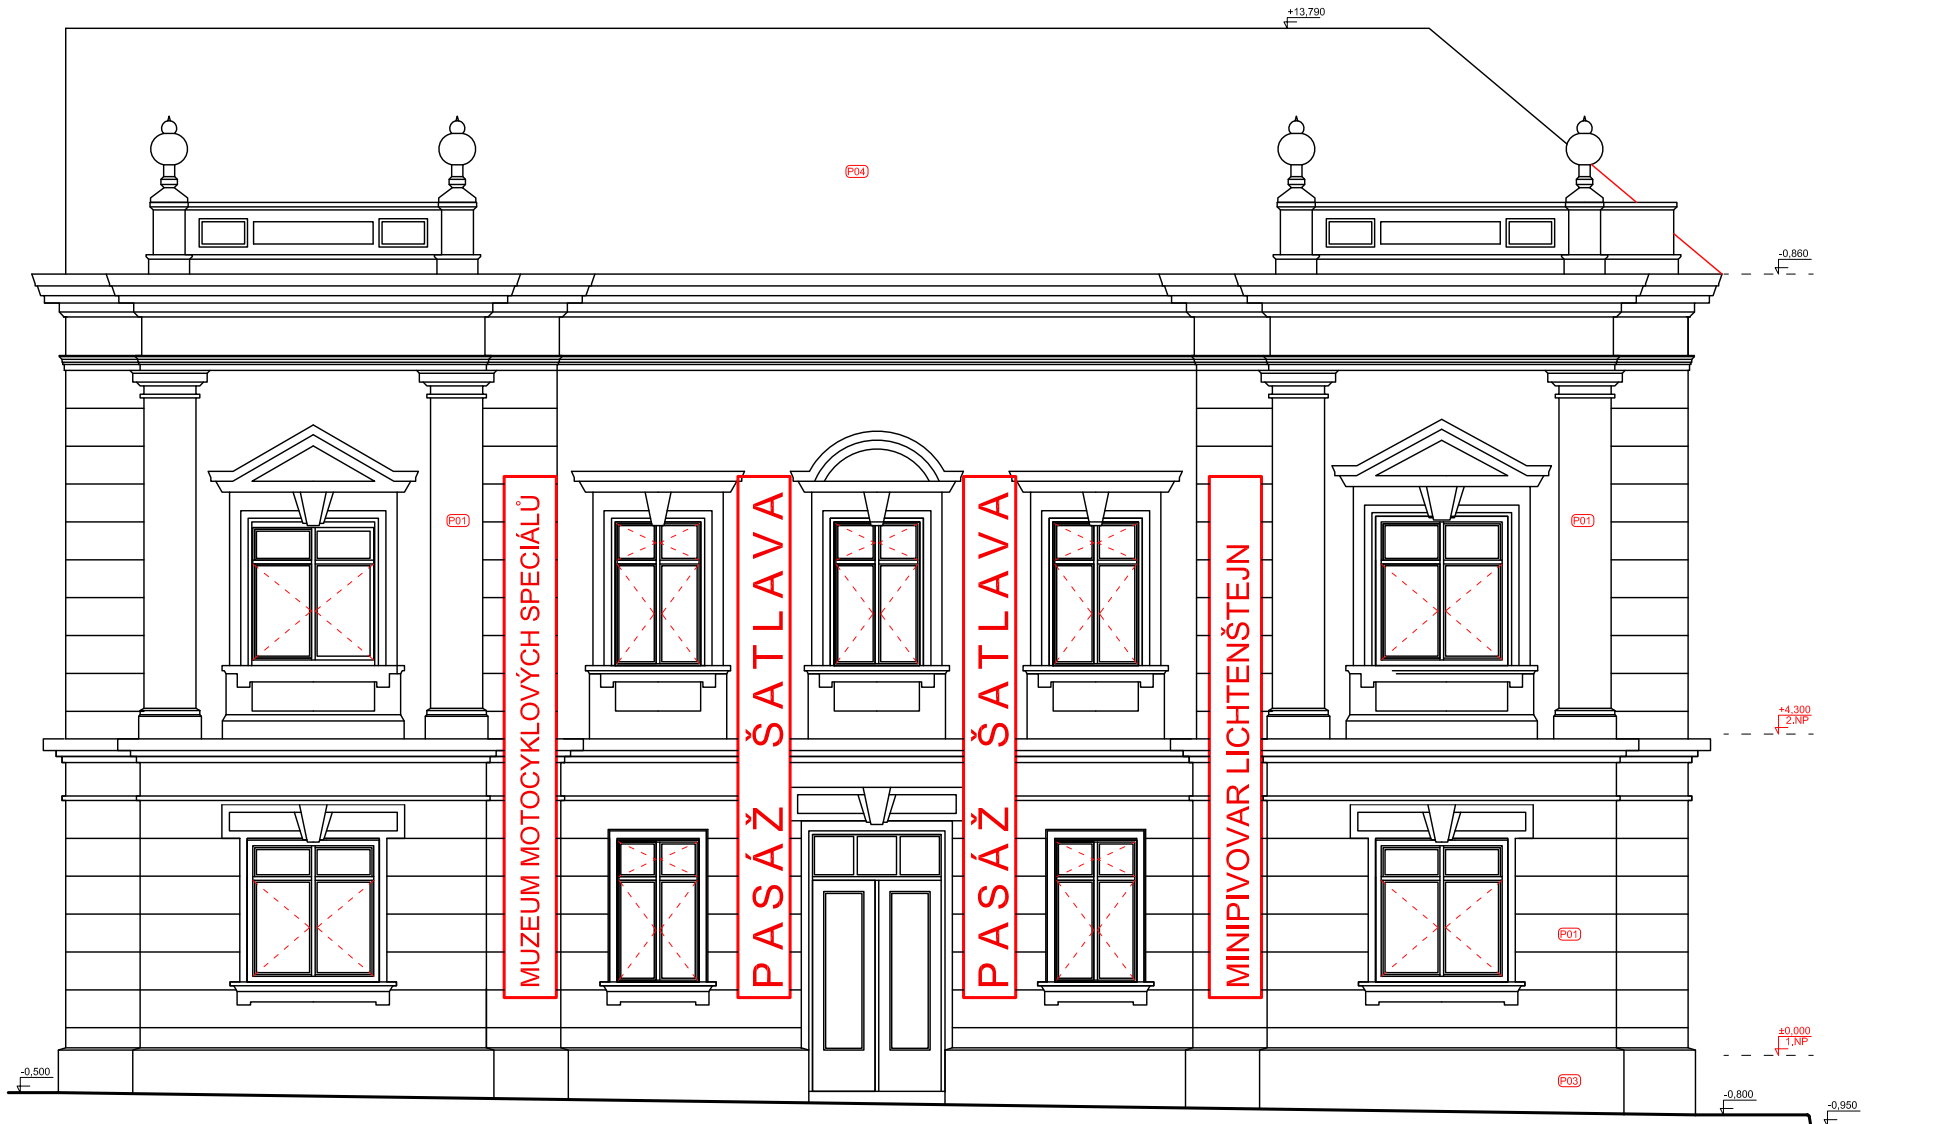 +13,790
P04
-0,860
P01
P01
MUZEUM MOTOCYKLOVÝCH SPECIÁLŮ
PASÁŽ ŠATLAVA
PASÁŽ ŠATLAVA
MINIPIVOVAR LICHTENŠTEJN
+4,300
2.NP
P01
±0,000
1.NP
-0,500
P03
-0,800
-0,950